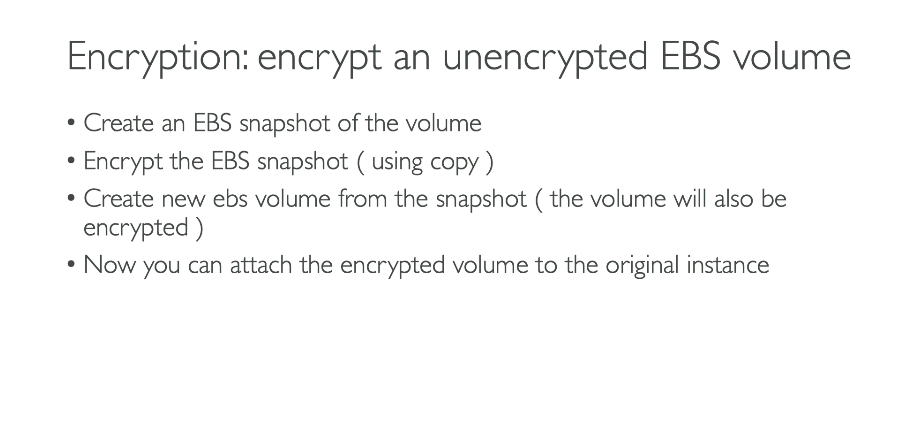 Encryption: encrypt an unencrypted EBS volume
• Create an EBS snapshot of the volume
• Encrypt the EBS snapshot ( using copy )
• Create new ebs volume from the snapshot ( the volume will also be
encrypted )
• Now you can attach the encrypted volume to the original instance